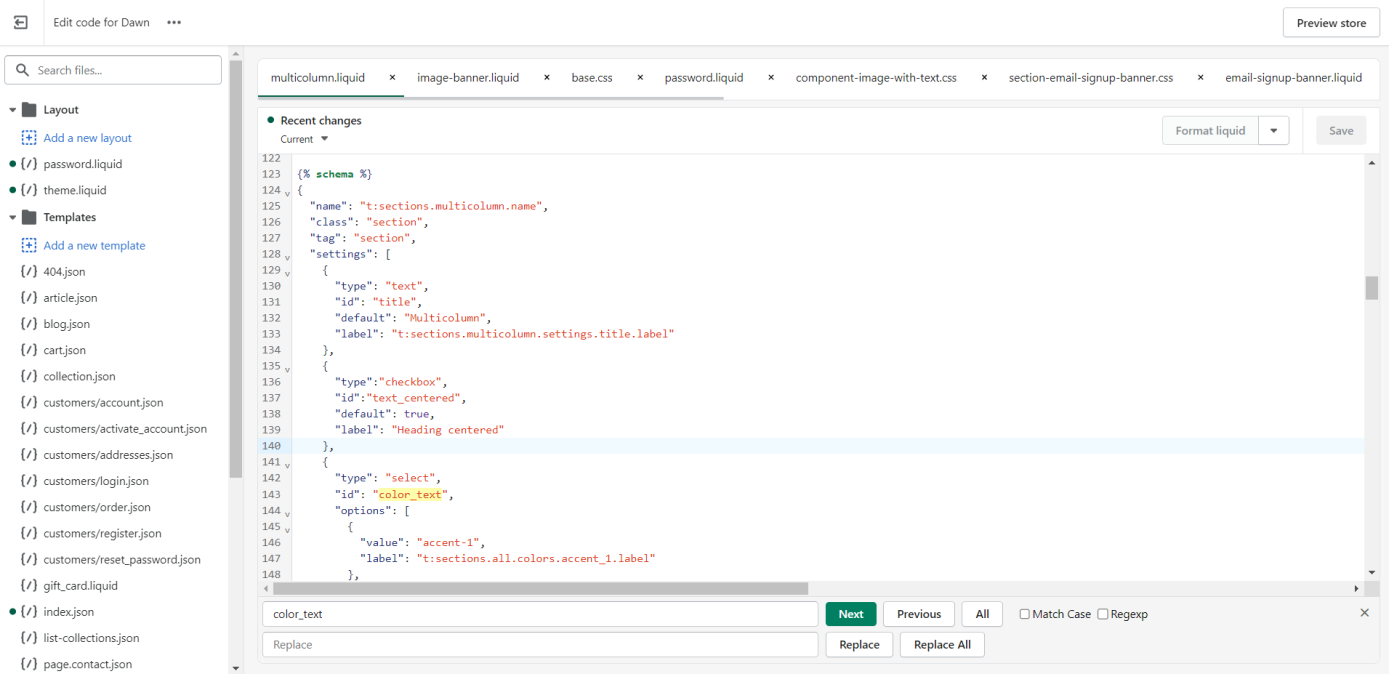 Edit code for Dawn
Preview store
Search files...
Layout
Add a new layout
{/} password.liquid
{/} theme.liquid
Templates
Add a new template
{/} 404.json
{/} article.json
{/} blog.json
{/} cart.json
{/} collection.json
{/} customers/account.json
{/} customers/activate_account.json
{/} customers/addresses.json
{/} customers/login.json
{/} customers/order.json
{/} customers/register.json
{/} customers/reset_password.json
{/} gift_card.liquid
{/} index.json
{/} list-collections.json
{/} page.contact.json
multicolumn.liquid × image-banner.liquid × base.css × password.liquid × component-image-with-text.css × section-email-signup-banner.css × email-signup-banner.liquid
Recent changes
Current
Format liquid
Save
122
123 {% schema %}
124 {
125 "name": "t:sections.multicolumn.name",
126 "class": "section",
127 "tag": "section",
128 "settings": [
129 {
130 "type": "text",
131 "id": "title",
132 "default": "Multicolumn",
133 "label": "t:sections.multicolumn.settings.title.label"
134 },
135 {
136 "type":"checkbox",
137 "id":"text_centered",
138 "default": true,
139 "label": "Heading centered"
140 },
141 {
142 "type": "select",
143 "id": "color_text",
144 "options": [
145 {
146 "value": "accent-1",
147 "label": "t:sections.all.colors.accent_1.label"
148 },
color_text
Next Previous All Match Case Regexp
Replace
Replace Replace All